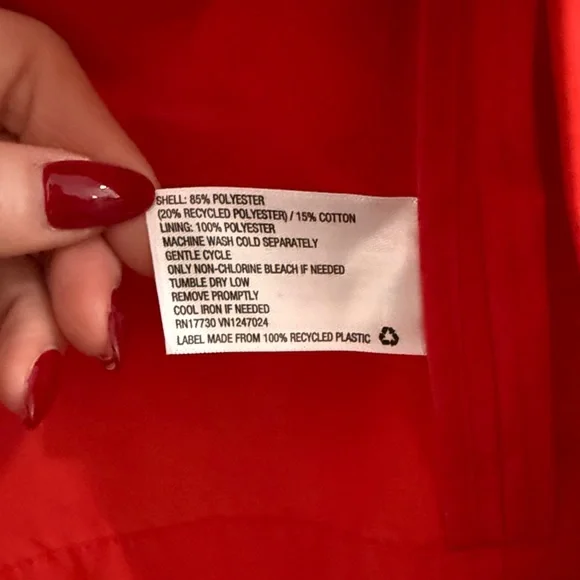 SHELL: 85% POLYESTER
(20% RECYCLED POLYESTER) / 15% COTTON
LINING: 100% POLYESTER
MACHINE WASH COLD SEPARATELY
GENTLE CYCLE
ONLY NON-CHLORINE BLEACH IF NEEDED
TUMBLE DRY LOW
REMOVE PROMPTLY
COOL IRON IF NEEDED
RN17730 VN1247024
LABEL MADE FROM 100% RECYCLED PLASTIC